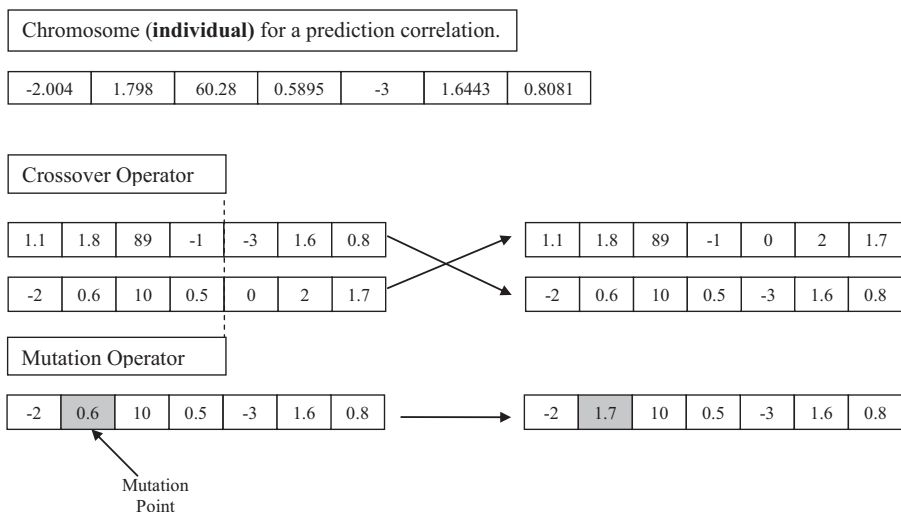 Chromosome (individual) for a prediction correlation.
-2.004 1.798 60.28 0.5895 -3 1.6443 0.8081
Crossover Operator
1.1 1.8 89 -1 -3 1.6 0.8
1.1 1.8 89 -1 0 2 1.7
-2 0.6 10 0.5 0 2 1.7
-2 0.6 10 0.5 -3 1.6 0.8
Mutation Operator
-2 0.6 10 0.5 -3 1.6 0.8
-2 1.7 10 0.5 -3 1.6 0.8
Mutation
Point